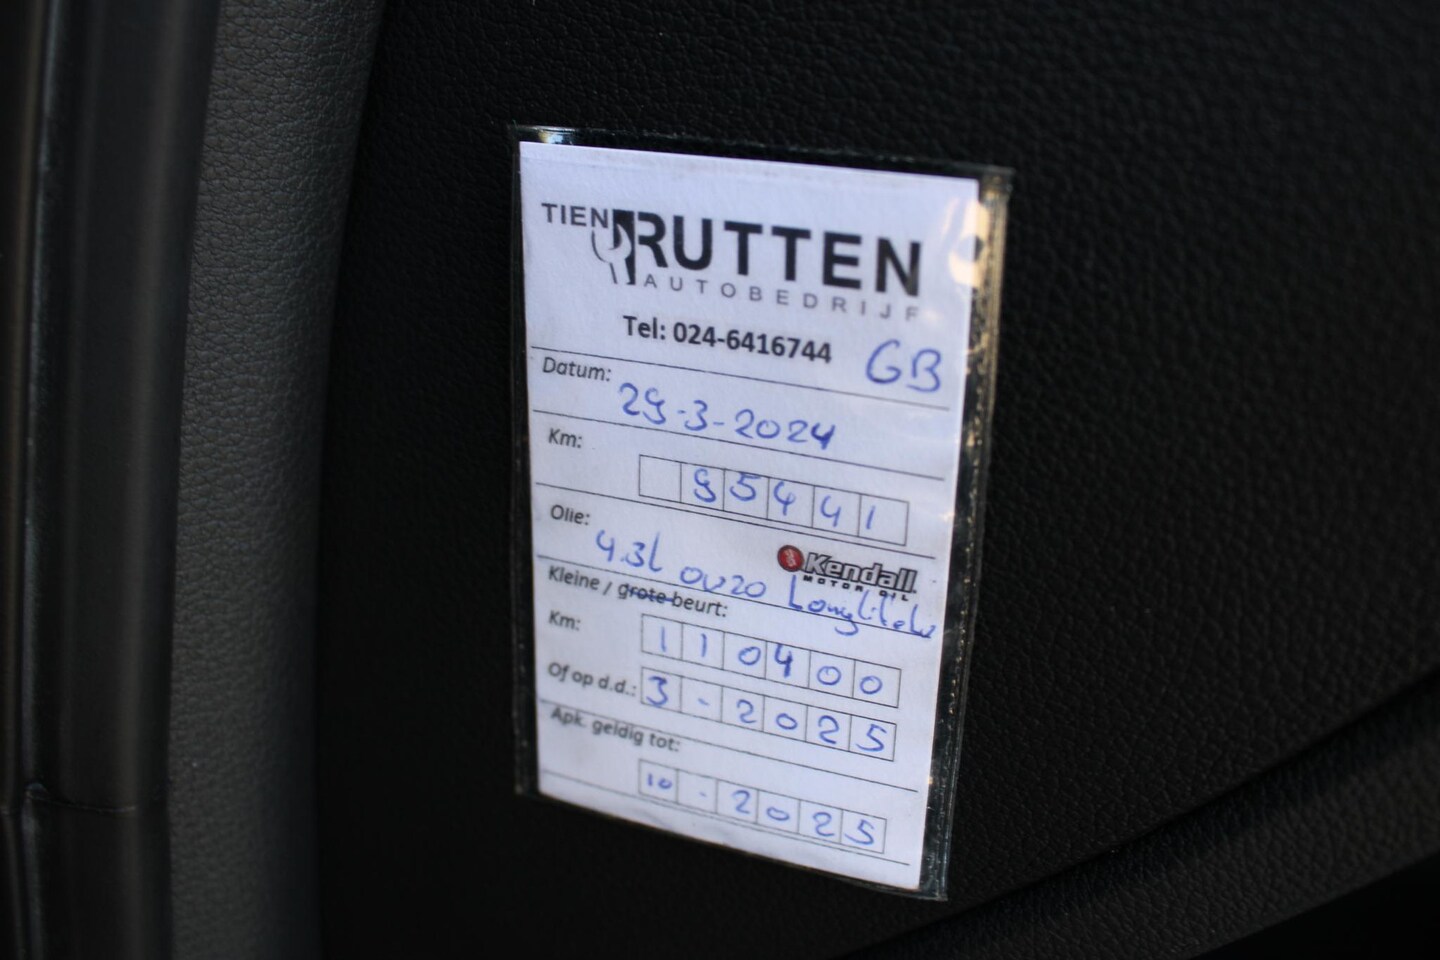 TIEN RUTTEN
AUTOBEDRIJF
Tel: 024-6416744 GB
Datum: 29-3-2024
Km: 95441
Olie: 4.3l 0W20 Longlife
Kendall
MOTOR OIL
Kleine / grote beurt:
Km: 110400
Of op d.d.: 3-2025
Apk. geldig tot:
10-2025